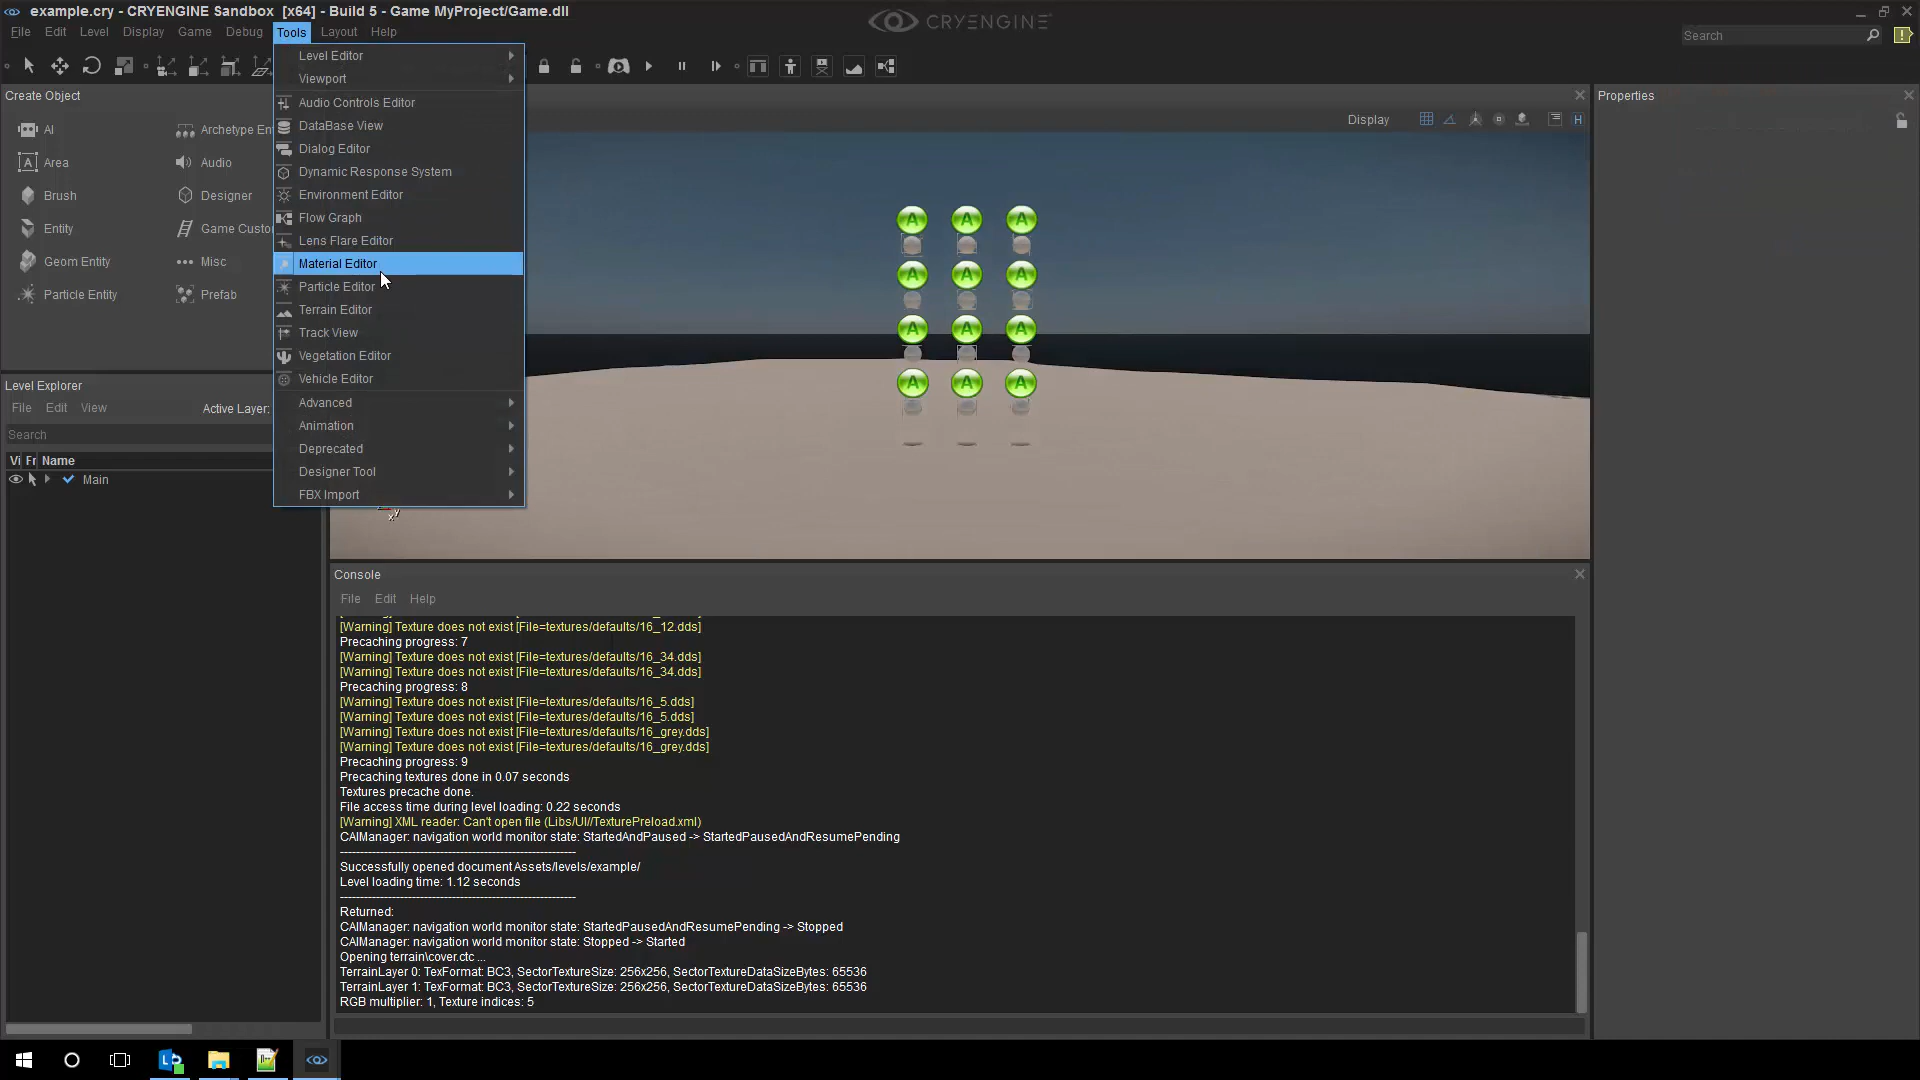 example.cry - CRYENGINE Sandbox [x64] - Build 5 - Game MyProject/Game.dll
CRYENGINE
File Edit Level Display Game Debug Tools Layout Help
Search
Level Editor
Viewport
Audio Controls Editor
DataBase View
Dialog Editor
Dynamic Response System
Environment Editor
Flow Graph
Lens Flare Editor
Material Editor
Particle Editor
Terrain Editor
Track View
Vegetation Editor
Vehicle Editor
Advanced
Animation
Deprecated
Designer Tool
FBX Import
Create Object
AI Archetype En
Area Audio
Brush Designer
Entity Game Custo
Geom Entity Misc
Particle Entity Prefab
Display
H
A A A
A A A
A A A
A A A
x y
Properties
Level Explorer
File Edit View Active Layer:
Search
Vi Fr Name
Main
Console
File Edit Help
[Warning] Texture does not exist [File=textures/defaults/16_12.dds]
Precaching progress: 7
[Warning] Texture does not exist [File=textures/defaults/16_34.dds]
[Warning] Texture does not exist [File=textures/defaults/16_34.dds]
Precaching progress: 8
[Warning] Texture does not exist [File=textures/defaults/16_5.dds]
[Warning] Texture does not exist [File=textures/defaults/16_5.dds]
[Warning] Texture does not exist [File=textures/defaults/16_grey.dds]
[Warning] Texture does not exist [File=textures/defaults/16_grey.dds]
Precaching progress: 9
Precaching textures done in 0.07 seconds
Textures precache done.
File access time during level loading: 0.22 seconds
[Warning] XML reader: Can't open file (Libs/UI//TexturePreload.xml)
CAIManager: navigation world monitor state: StartedAndPaused -> StartedPausedAndResumePending
-----------------------------------------------------------
Successfully opened document Assets/levels/example/
Level loading time: 1.12 seconds
-----------------------------------------------------------
Returned:
CAIManager: navigation world monitor state: StartedPausedAndResumePending -> Stopped
CAIManager: navigation world monitor state: Stopped -> Started
Opening terrain\cover.ctc ...
TerrainLayer 0: TexFormat: BC3, SectorTextureSize: 256x256, SectorTextureDataSizeBytes: 65536
TerrainLayer 1: TexFormat: BC3, SectorTextureSize: 256x256, SectorTextureDataSizeBytes: 65536
RGB multiplier: 1, Texture indices: 5